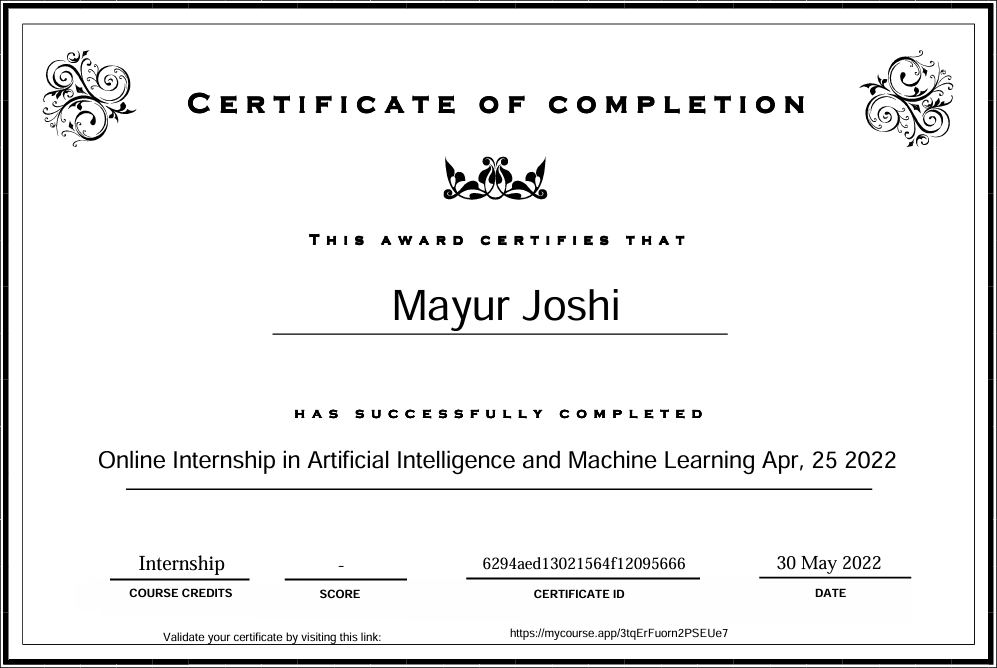 CERTIFICATE OF COMPLETION
THIS AWARD CERTIFIES THAT
Mayur Joshi
HAS SUCCESSFULLY COMPLETED
Online Internship in Artificial Intelligence and Machine Learning Apr, 25 2022
Internship - 6294aed13021564f12095666 30 May 2022
COURSE CREDITS SCORE CERTIFICATE ID DATE
Validate your certificate by visiting this link: https://mycourse.app/3tqErFuorn2PSEUe7